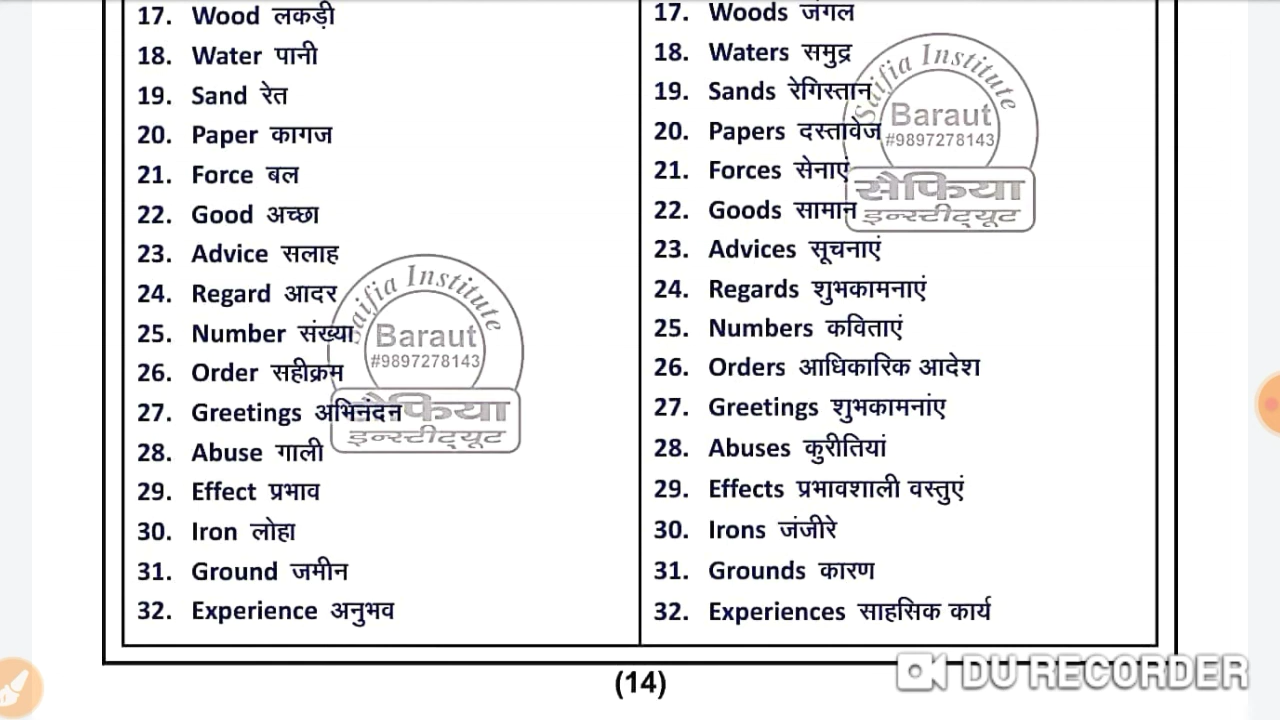 17. Wood लकड़ी
18. Water पानी
19. Sand रेत
20. Paper कागज
21. Force बल
22. Good अच्छा
23. Advice सलाह
24. Regard आदर
25. Number संख्या
26. Order सहीक्रम
27. Greetings अभिनंदन
28. Abuse गाली
29. Effect प्रभाव
30. Iron लोहा
31. Ground जमीन
32. Experience अनुभव
17. Woods जंगल
18. Waters समुद्र
19. Sands रेगिस्तान
20. Papers दस्तावेज
21. Forces सेनाएं
22. Goods सामान
23. Advices सूचनाएं
24. Regards शुभकामनाएं
25. Numbers कविताएं
26. Orders आधिकारिक आदेश
27. Greetings शुभकामनांए
28. Abuses कुरीतियां
29. Effects प्रभावशाली वस्तुएं
30. Irons जंजीरे
31. Grounds कारण
32. Experiences साहसिक कार्य
Saifia Institute
Baraut
#9897278143
सैफिया
इन्स्टीट्यूट
Saifia Institute
Baraut
#9897278143
सैफिया
इन्स्टीट्यूट
(14)
DU RECORDER